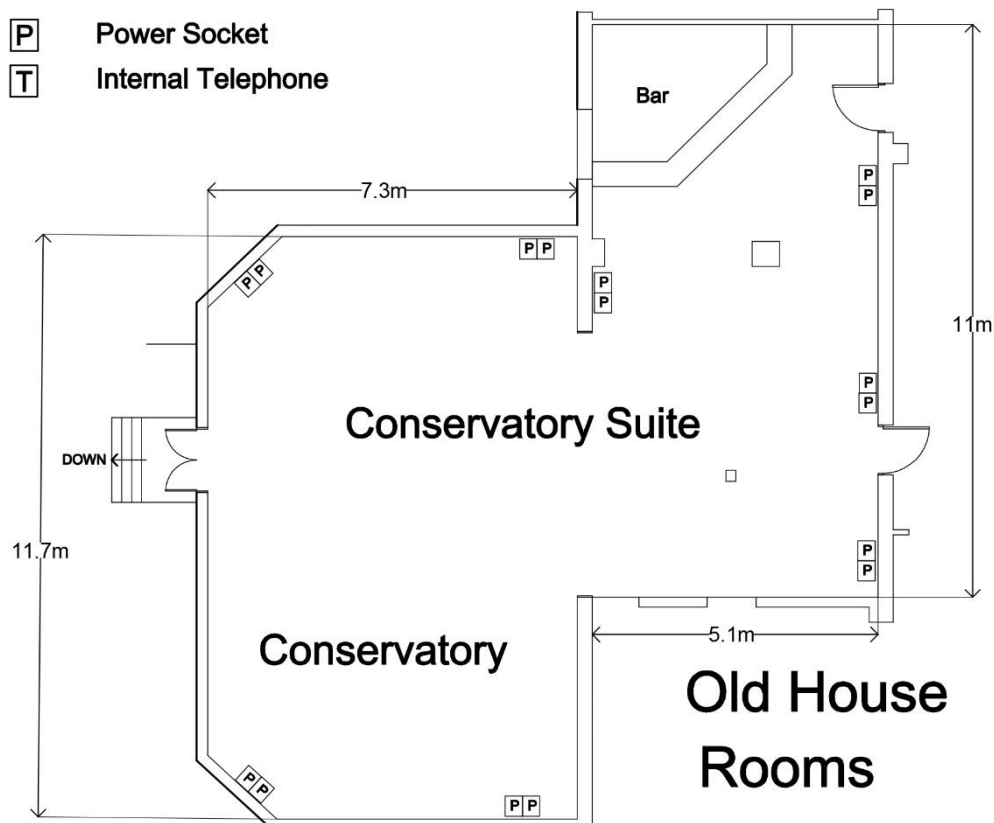 P Power Socket
T Internal Telephone
Bar
7.3m
P P
P P
P P
P
P
P
P
11m
P
P
Conservatory Suite
DOWN
11.7m
P
P
5.1m
Conservatory
Old House
Rooms
P P
P P